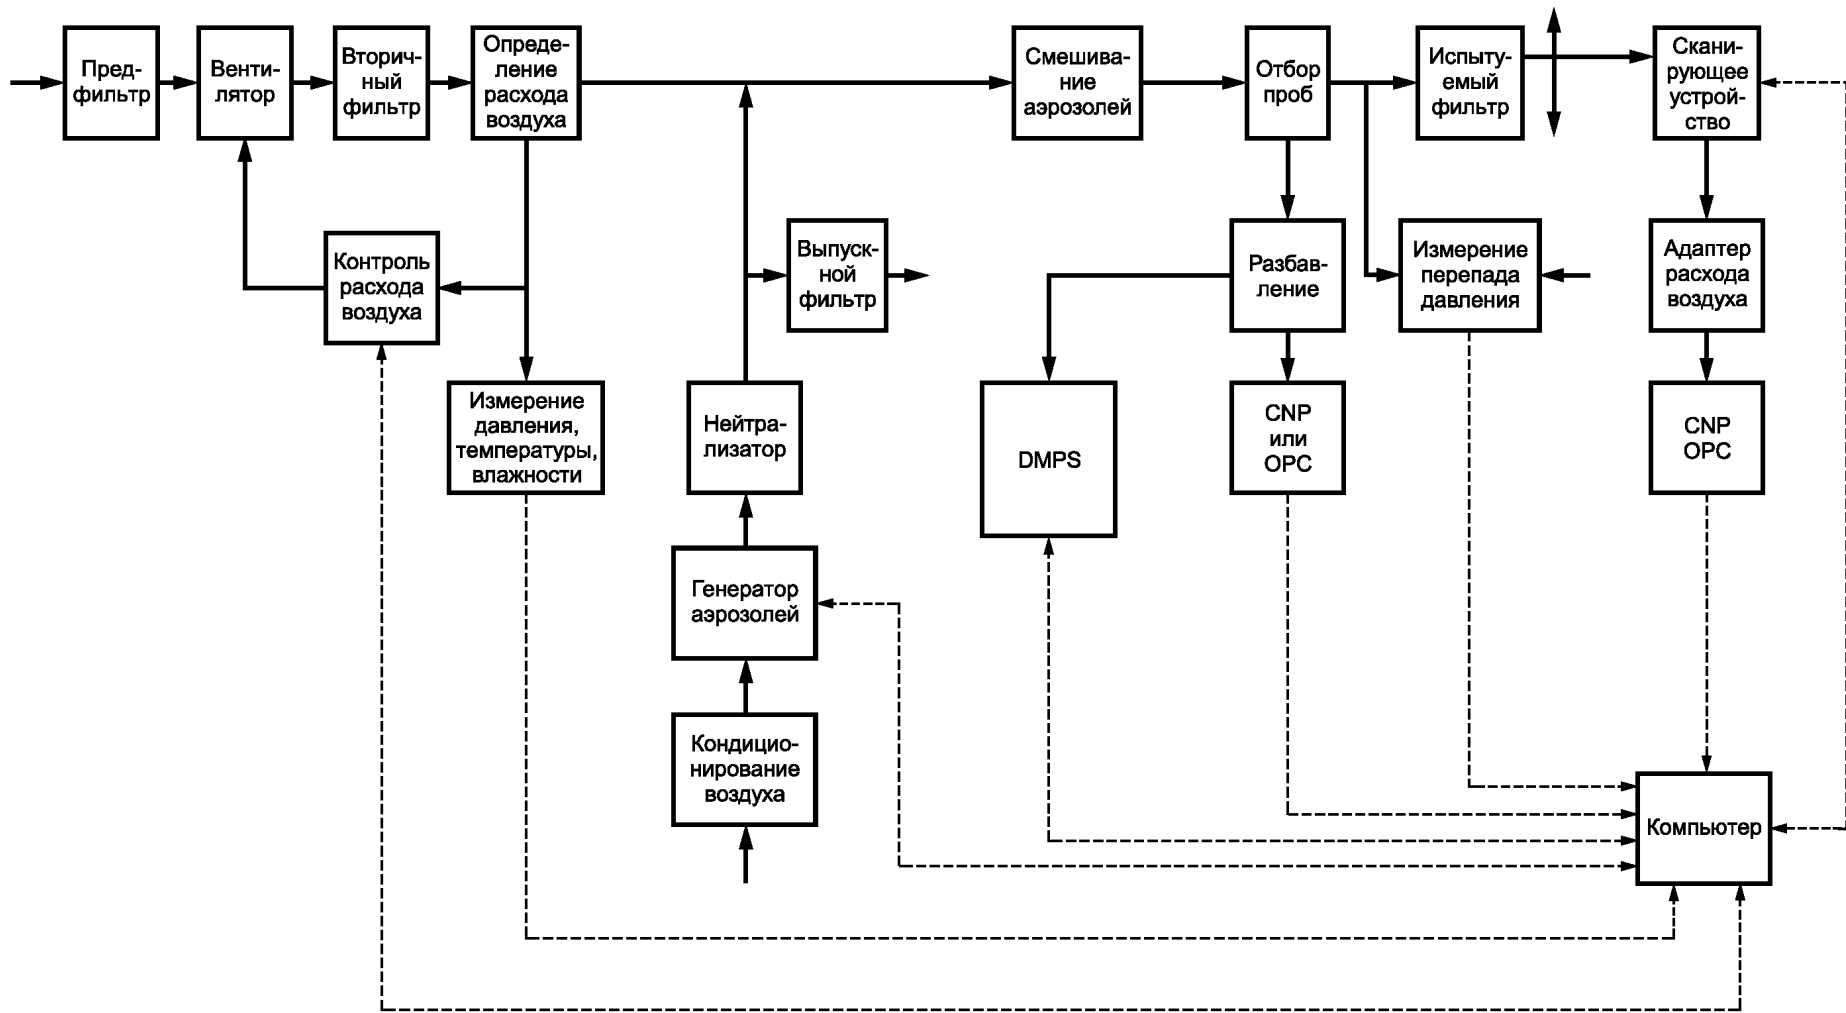 Пред-
фильтр
Венти-
лятор
Вторич-
ный
фильтр
Опреде-
ление
расхода
воздуха
Смешива-
ние
аэрозолей
Отбор
проб
Испыту-
емый
фильтр
Скани-
рующее
устрой-
ство
Контроль
расхода
воздуха
Выпуск-
ной
фильтр
Разбав-
ление
Измерение
перепада
давления
Адаптер
расхода
воздуха
Измерение
давления,
температуры,
влажности
Нейтра-
лизатор
DMPS
CNP
или
OPC
CNP
OPC
Генератор
аэрозолей
Кондицио-
нирование
воздуха
Компьютер